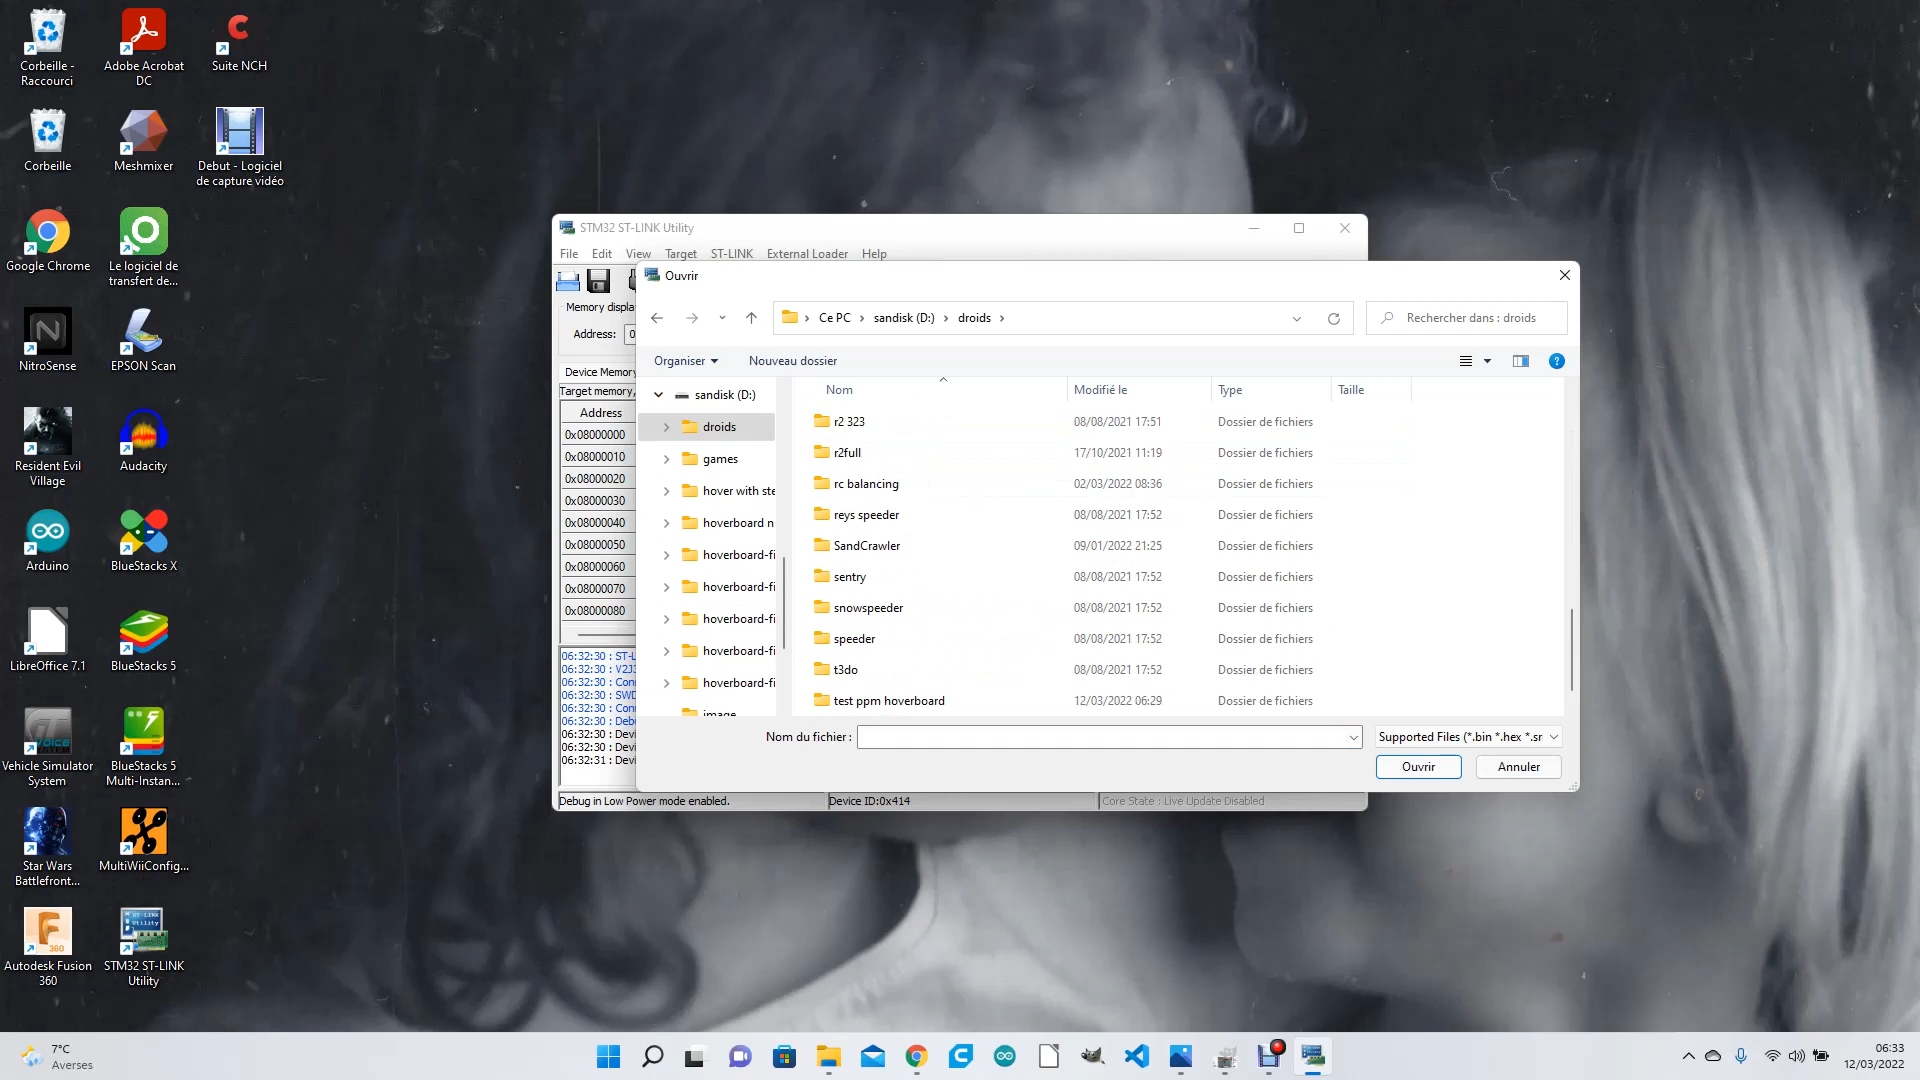 Corbeille -
Raccourci
Adobe Acrobat
DC
Suite NCH
Corbeille
Meshmixer
Debut - Logiciel
de capture vidéo
Google Chrome
Le logiciel de
transfert de...
NitroSense
EPSON Scan
Resident Evil
Village
Audacity
Arduino
BlueStacks X
LibreOffice 7.1
BlueStacks 5
Vehicle Simulator
System
BlueStacks 5
Multi-Instan...
Star Wars
Battlefront...
MultiWiiConfig...
Autodesk Fusion
360
STM32 ST-LINK
Utility
STM32 ST-LINK Utility
File Edit View Target ST-LINK External Loader Help
Memory displa
Address: 0
Device Memory
Target memory,
Address
0x08000000
0x08000010
0x08000020
0x08000030
0x08000040
0x08000050
0x08000060
0x08000070
0x08000080
06:32:30 : ST-L
06:32:30 : V2J3
06:32:30 : Conn
06:32:30 : SWD
06:32:30 : Conn
06:32:30 : Debu
06:32:30 : Devi
06:32:30 : Devi
06:32:31 : Devi
Debug in Low Power mode enabled. Device ID:0x414 Core State : Live Update Disabled
Ouvrir
Ce PC > sandisk (D:) > droids >
Rechercher dans : droids
Organiser Nouveau dossier
sandisk (D:)
droids
games
hover with ste
hoverboard n
hoverboard-fi
hoverboard-fi
hoverboard-fi
hoverboard-fi
hoverboard-fi
image
Nom Modifié le Type Taille
r2 323 08/08/2021 17:51 Dossier de fichiers
r2full 17/10/2021 11:19 Dossier de fichiers
rc balancing 02/03/2022 08:36 Dossier de fichiers
reys speeder 08/08/2021 17:52 Dossier de fichiers
SandCrawler 09/01/2022 21:25 Dossier de fichiers
sentry 08/08/2021 17:52 Dossier de fichiers
snowspeeder 08/08/2021 17:52 Dossier de fichiers
speeder 08/08/2021 17:52 Dossier de fichiers
t3do 08/08/2021 17:52 Dossier de fichiers
test ppm hoverboard 12/03/2022 06:29 Dossier de fichiers
Nom du fichier : Supported Files (*.bin *.hex *.sr
Ouvrir Annuler
7°C
Averses
06:33
12/03/2022